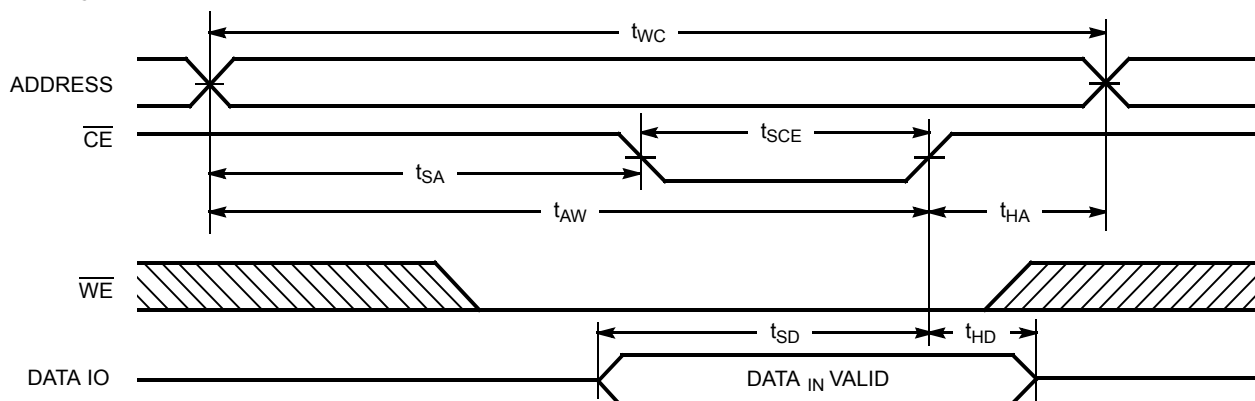 tWC
ADDRESS
CE
tSCE
tSA
tAW
tHA
WE
tSD
tHD
DATA IO
DATA IN VALID